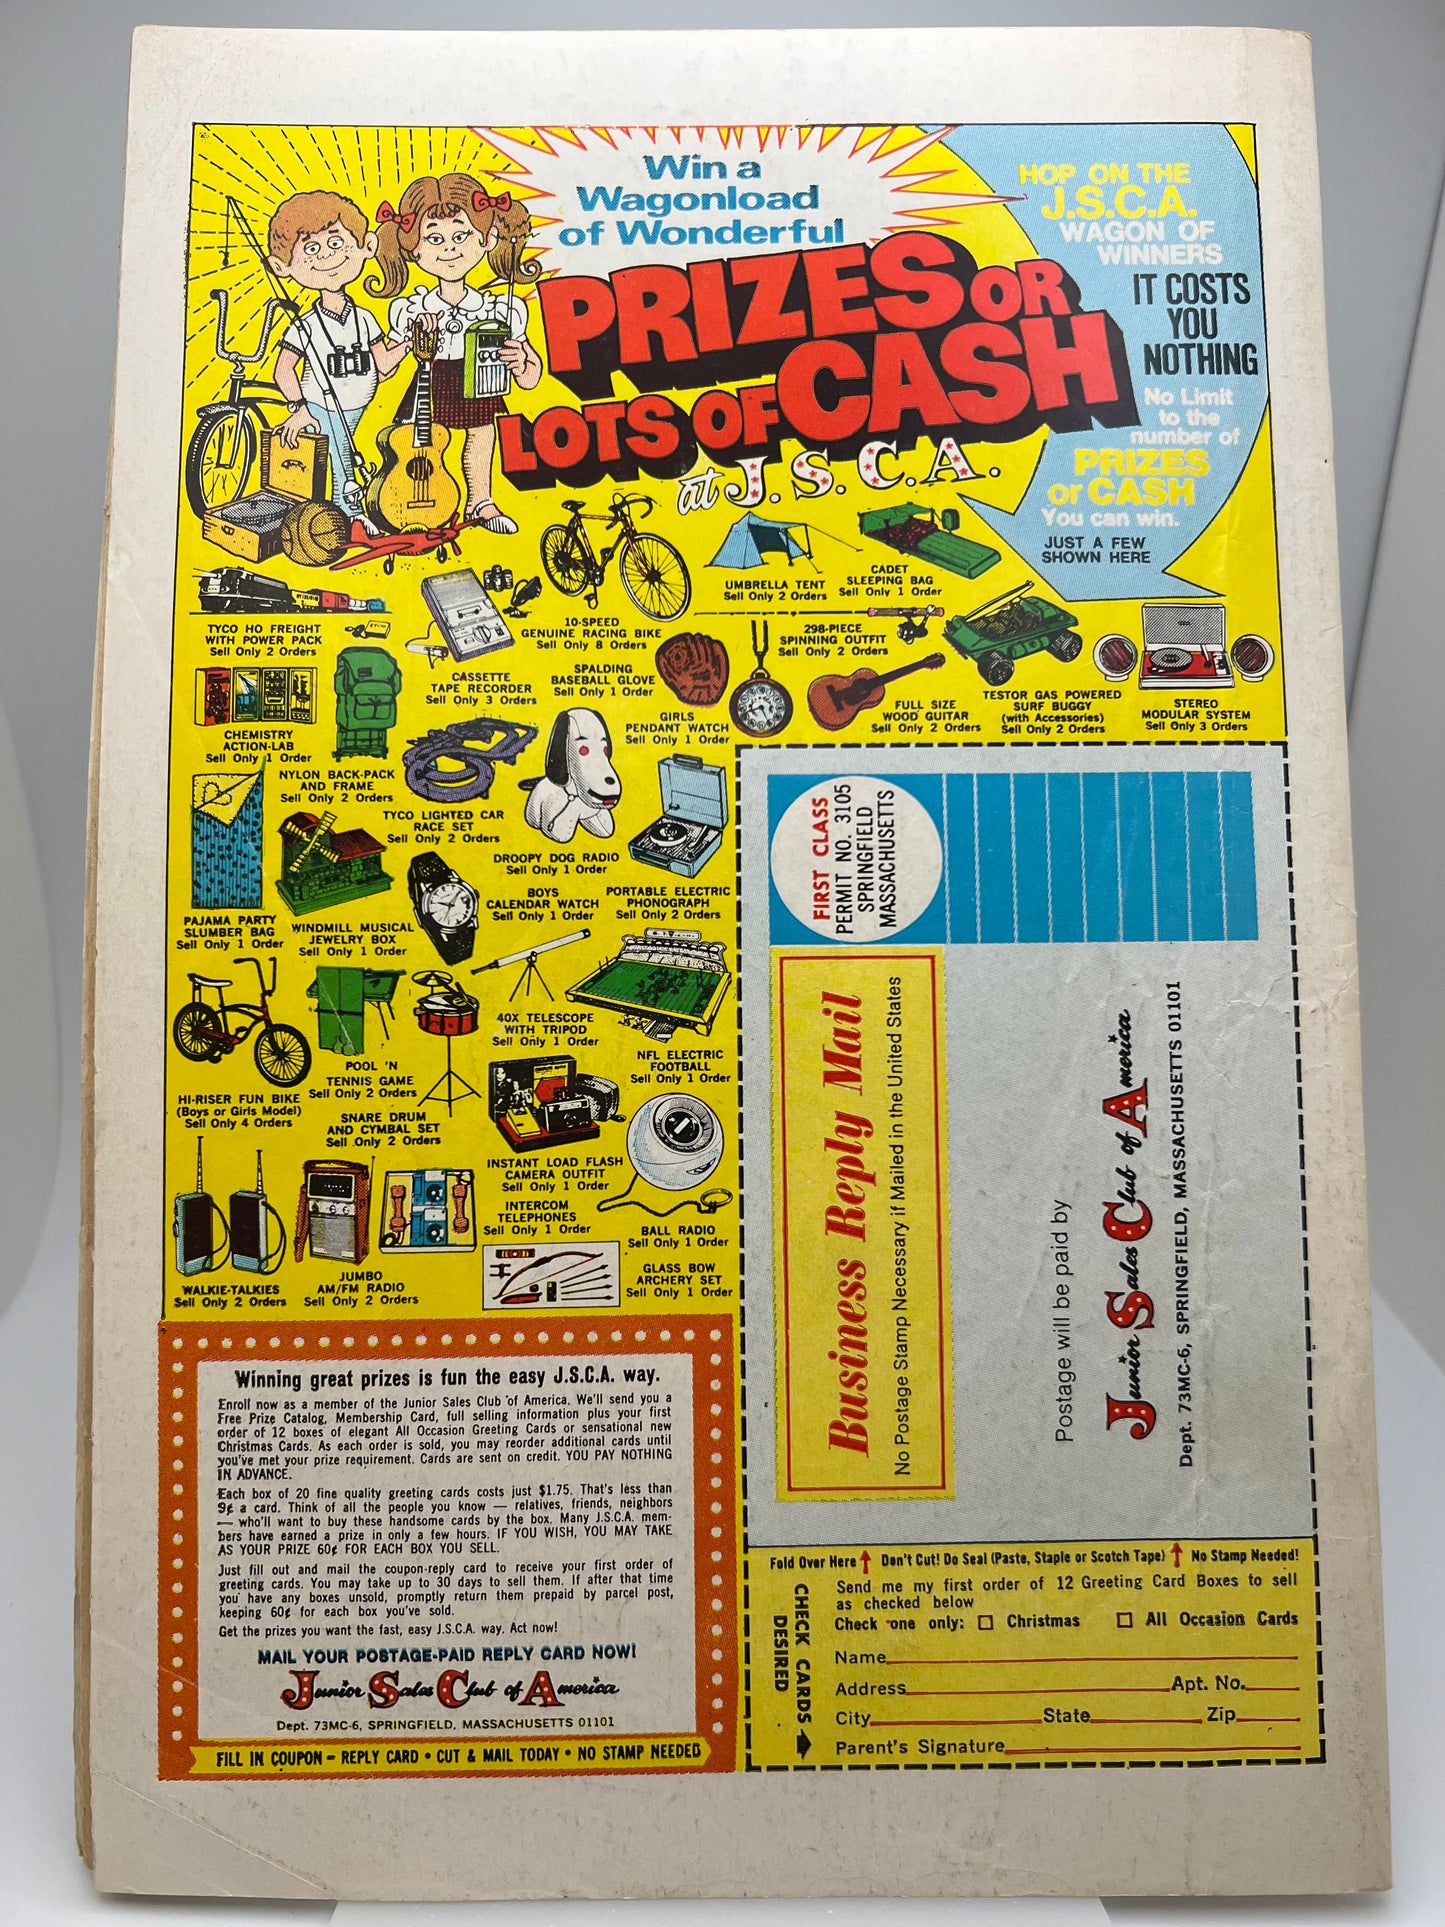 Win a
Wagonload
of Wonderful
PRIZES OR
LOTS OF CASH
at J.S.C.A.
HOP ON THE
J.S.C.A.
WAGON OF
WINNERS
IT COSTS
YOU
NOTHING
No Limit
to the
number of
PRIZES
or CASH
You can win.
JUST A FEW
SHOWN HERE
UMBRELLA TENT
Sell Only 2 Orders
CADET
SLEEPING BAG
Sell Only 1 Order
TYCO HO FREIGHT
WITH POWER PACK
Sell Only 2 Orders
CASSETTE
TAPE RECORDER
Sell Only 3 Orders
10-SPEED
GENUINE RACING BIKE
Sell Only 8 Orders
SPALDING
BASEBALL GLOVE
Sell Only 1 Order
298-PIECE
SPINNING OUTFIT
Sell Only 2 Orders
GIRLS
PENDANT WATCH
Sell Only 1 Order
FULL SIZE
WOOD GUITAR
Sell Only 2 Orders
TESTOR GAS POWERED
SURF BUGGY
(with Accessories)
Sell Only 2 Orders
STEREO
MODULAR SYSTEM
Sell Only 3 Orders
CHEMISTRY
ACTION-LAB
Sell Only 1 Order
NYLON BACK-PACK
AND FRAME
Sell Only 2 Orders
TYCO LIGHTED CAR
RACE SET
Sell Only 2 Orders
DROOPY DOG RADIO
Sell Only 1 Order
PORTABLE ELECTRIC
PHONOGRAPH
Sell Only 2 Orders
PAJAMA PARTY
SLUMBER BAG
Sell Only 1 Order
WINDMILL MUSICAL
JEWELRY BOX
Sell Only 1 Order
BOYS
CALENDAR WATCH
Sell Only 1 Order
40X TELESCOPE
WITH TRIPOD
Sell Only 1 Order
NFL ELECTRIC
FOOTBALL
Sell Only 1 Order
HI-RISER FUN BIKE
(Boys or Girls Model)
Sell Only 4 Orders
POOL 'N
TENNIS GAME
Sell Only 2 Orders
SNARE DRUM
AND CYMBAL SET
Sell Only 2 Orders
INSTANT LOAD FLASH
CAMERA OUTFIT
Sell Only 1 Order
INTERCOM
TELEPHONES
Sell Only 1 Order
BALL RADIO
Sell Only 1 Order
WALKIE-TALKIES
Sell Only 2 Orders
JUMBO
AM/FM RADIO
Sell Only 2 Orders
GLASS BOW
ARCHERY SET
Sell Only 1 Order
Winning great prizes is fun the easy J.S.C.A. way.
Enroll now as a member of the Junior Sales Club of America. We'll send you a
Free Prize Catalog, Membership Card, full selling information plus your first
order of 12 boxes of elegant All Occasion Greeting Cards or sensational new
Christmas Cards. As each order is sold, you may reorder additional cards until
you've met your prize requirement. Cards are sent on credit. YOU PAY NOTHING
IN ADVANCE.
Each box of 20 fine quality greeting cards costs just $1.75. That's less than
9¢ a card. Think of all the people you know — relatives, friends, neighbors
— who'll want to buy these handsome cards by the box. Many J.S.C.A. mem-
bers have earned a prize in only a few hours. IF YOU WISH, YOU MAY TAKE
AS YOUR PRIZE 60¢ FOR EACH BOX YOU SELL.
Just fill out and mail the coupon-reply card to receive your first order of
greeting cards. You may take up to 30 days to sell them. If after that time
you have any boxes unsold, promptly return them prepaid by parcel post,
keeping 60¢ for each box you've sold.
Get the prizes you want the fast, easy J.S.C.A. way. Act now!
MAIL YOUR POSTAGE-PAID REPLY CARD NOW!
Junior Sales Club of America
Dept. 73MC-6, SPRINGFIELD, MASSACHUSETTS 01101
FILL IN COUPON - REPLY CARD • CUT & MAIL TODAY • NO STAMP NEEDED
FIRST CLASS
PERMIT NO. 3105
SPRINGFIELD
MASSACHUSETTS
Business Reply Mail
No Postage Stamp Necessary if Mailed in the United States
Postage will be paid by
Junior Sales Club of America
Dept. 73MC-6, SPRINGFIELD, MASSACHUSETTS 01101
Fold Over Here Don't Cut! Do Seal (Paste, Staple or Scotch Tape) No Stamp Needed!
CHECK CARDS
DESIRED
Send me my first order of 12 Greeting Card Boxes to sell
as checked below
Check one only: Christmas All Occasion Cards
Name
Address Apt. No.
City State Zip
Parent's Signature